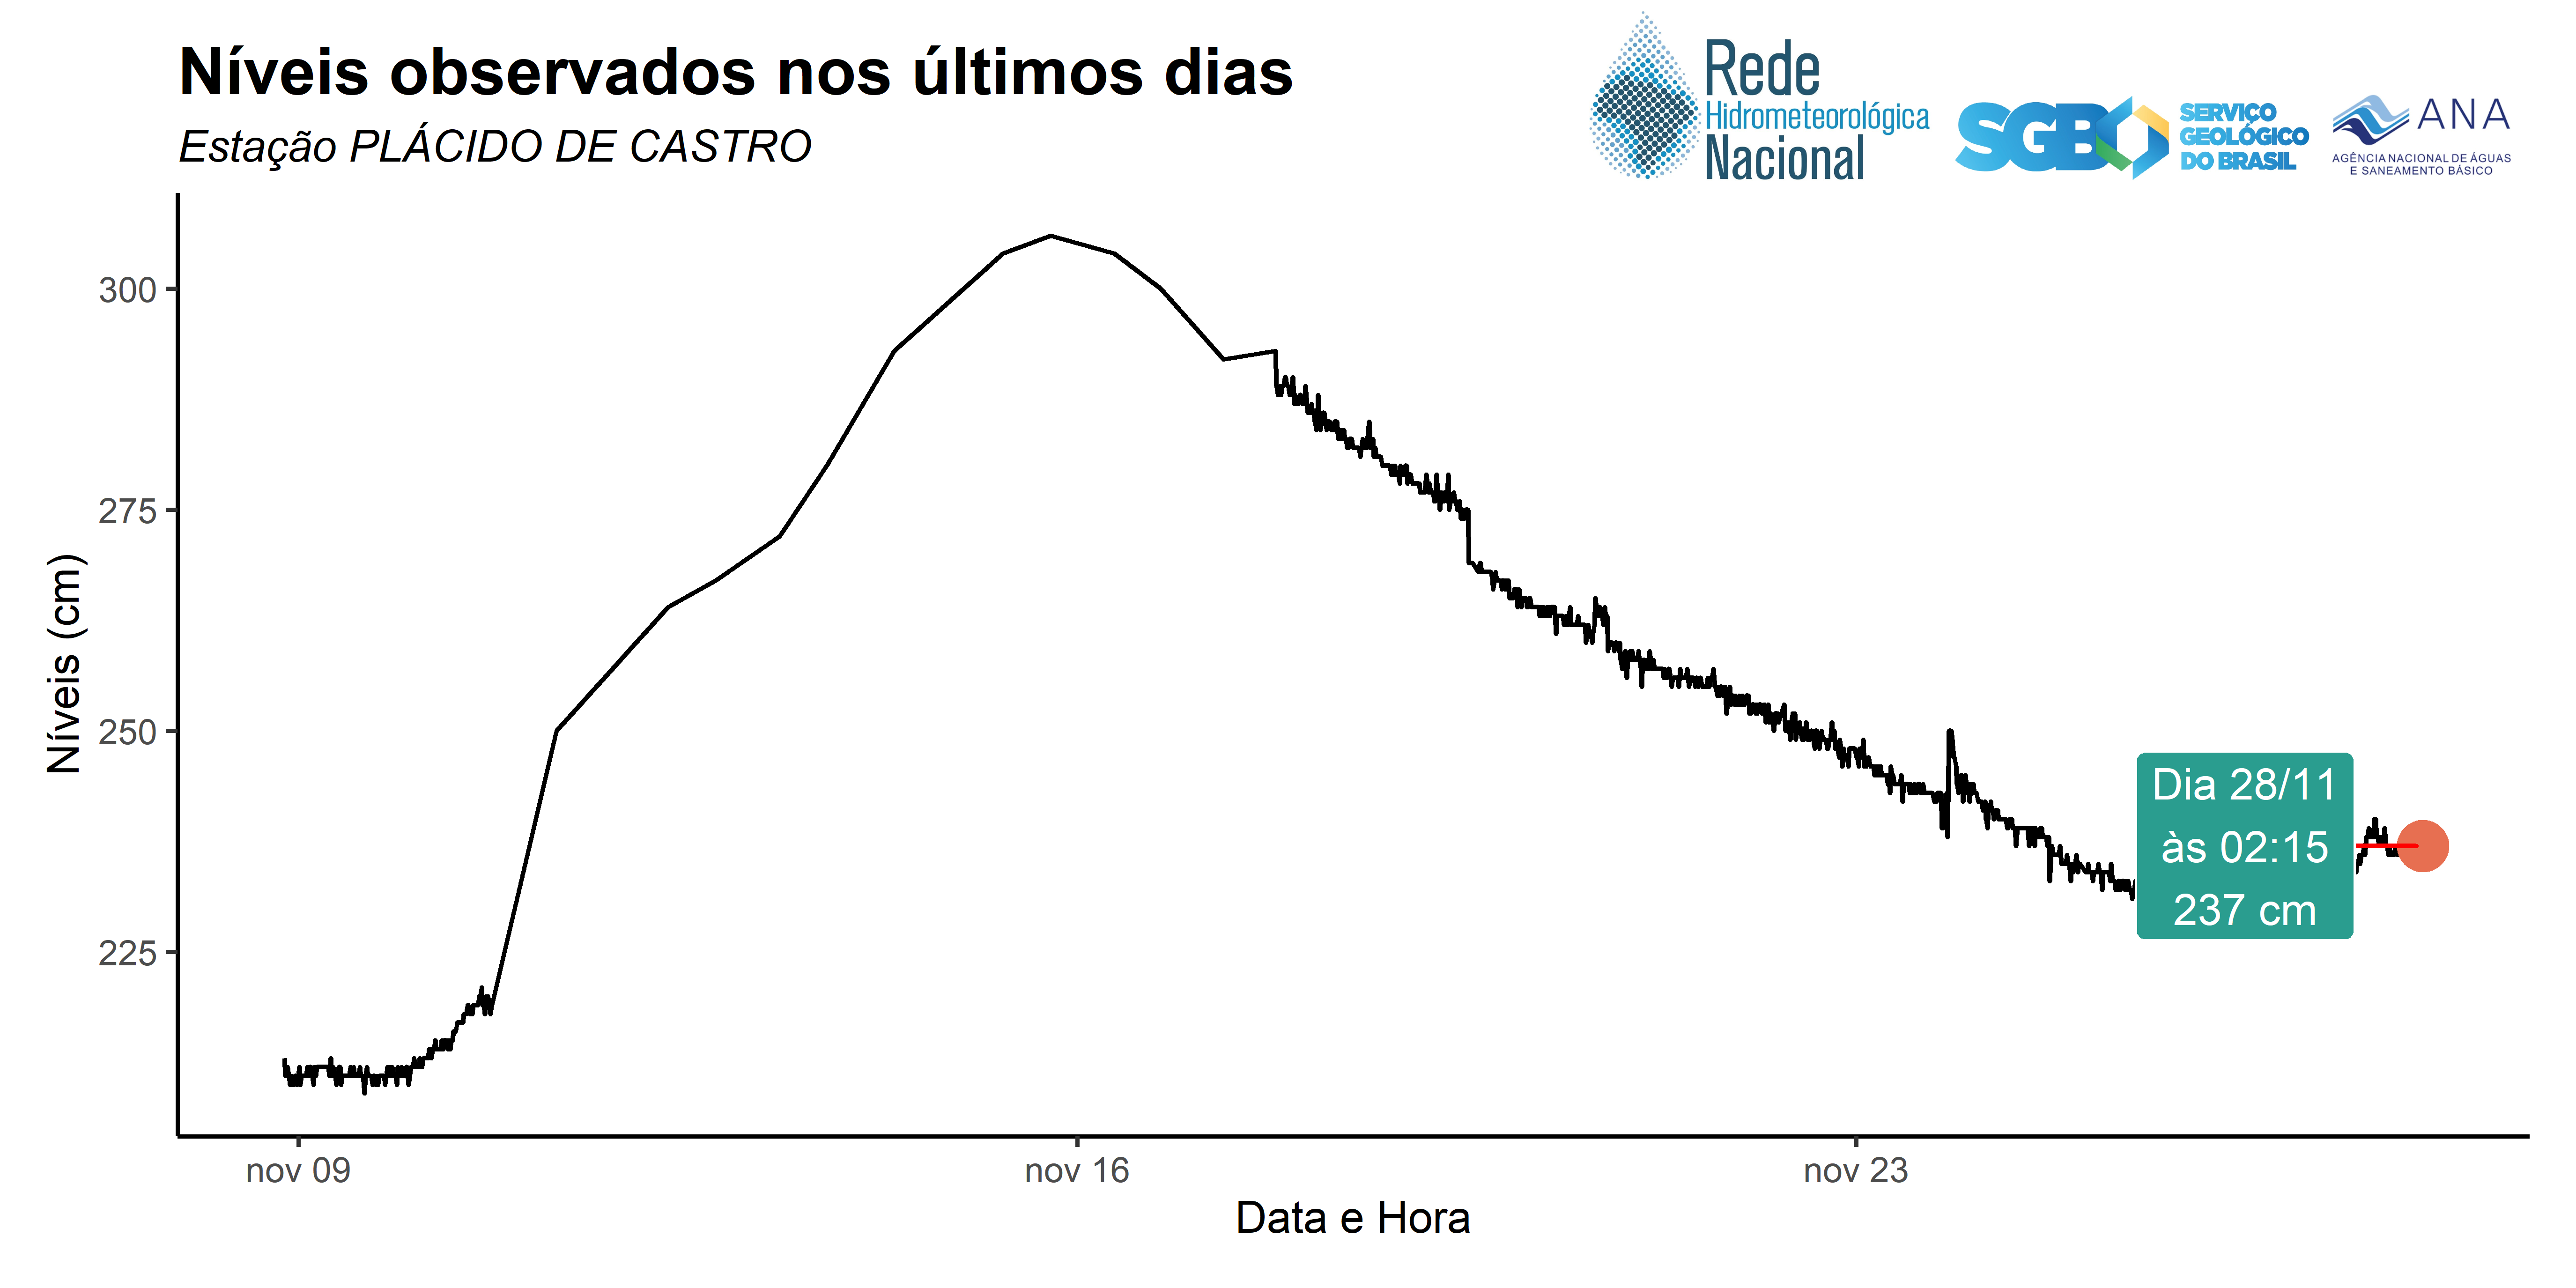 Níveis observados nos últimos dias
Estação PLÁCIDO DE CASTRO
Rede
Hidrometeorológica
Nacional
SGB
SERVIÇO
GEOLÓGICO
DO BRASIL
ANA
AGÊNCIA NACIONAL DE ÁGUAS
E SANEAMENTO BÁSICO
Níveis (cm)
300
275
250
225
Dia 28/11
às 02:15
237 cm
nov 09
nov 16
nov 23
Data e Hora